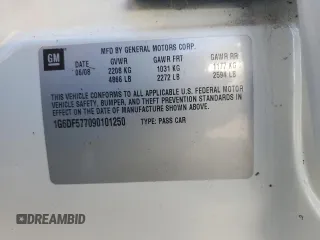 GM
MFD BY GENERAL MOTORS CORP.
DATE GVWR GAWR FRT GAWR RR
06/08 2208 KG 1031 KG 1177 KG
4866 LB 2272 LB 2594 LB
THIS VEHICLE CONFORMS TO ALL APPLICABLE U.S. FEDERAL MOTOR
VEHICLE SAFETY, BUMPER, AND THEFT PREVENTION STANDARDS IN
EFFECT ON THE DATE OF MANUFACTURE SHOWN ABOVE.
1G6DF577090101250 TYPE: PASS CAR
DREAMBID